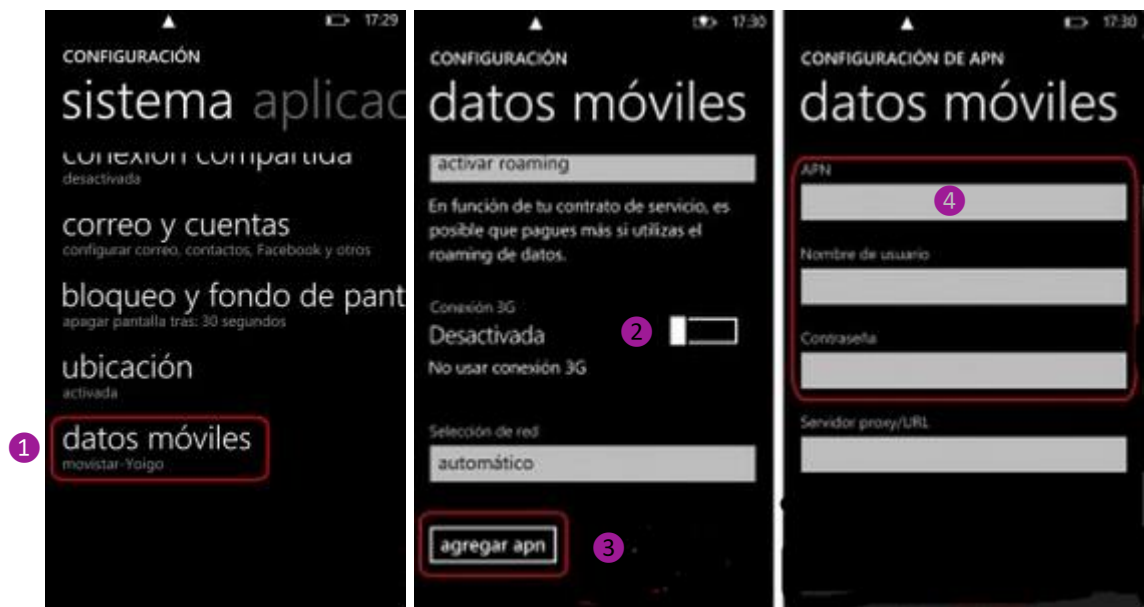 17:29
CONFIGURACIÓN
sistema aplicac
conexión compartida
desactivada
correo y cuentas
configurar correo, contactos, Facebook y otros
bloqueo y fondo de pant
apagar pantalla tras: 30 segundos
ubicación
activada
1
datos móviles
movistar-Yoigo
17:30
CONFIGURACIÓN
datos móviles
activar roaming
En función de tu contrato de servicio, es
posible que pagues más si utilizas el
roaming de datos.
Conexión 3G
Desactivada
2
No usar conexión 3G
Selección de red
automático
agregar apn
3
17:30
CONFIGURACIÓN DE APN
datos móviles
APN
4
Nombre de usuario
Contraseña
Servidor proxy/URL